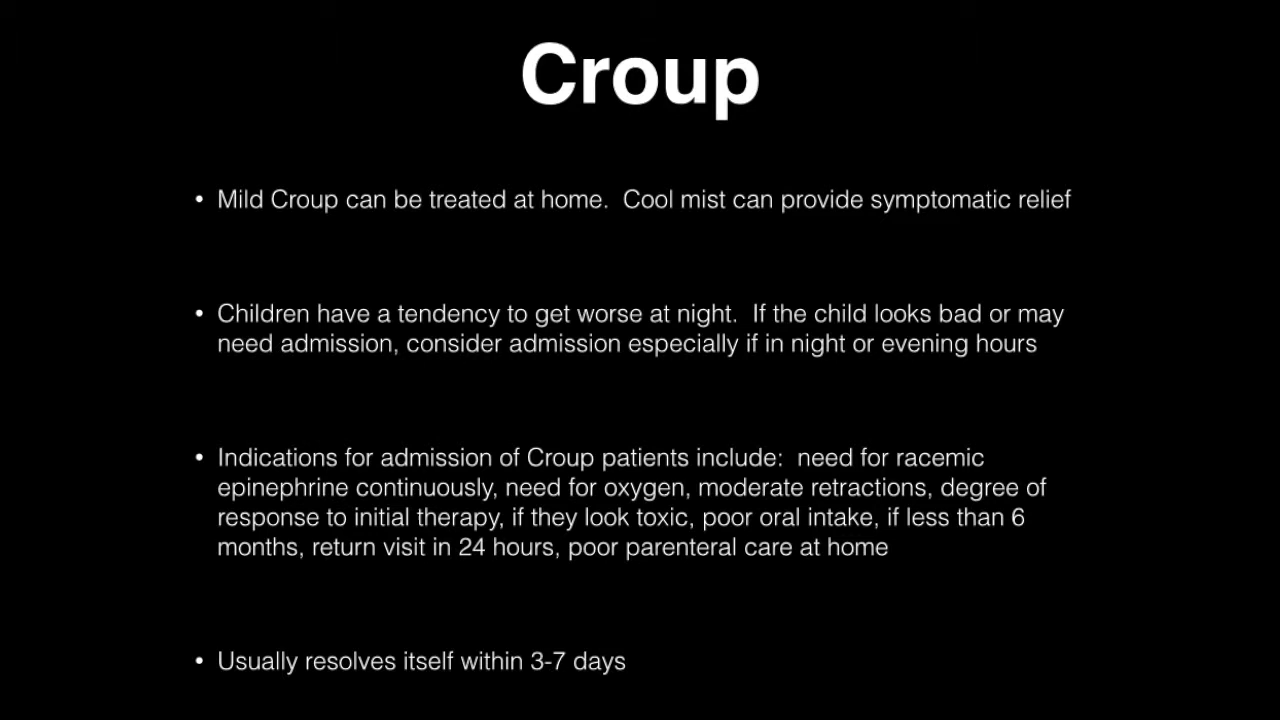 Croup
• Mild Croup can be treated at home.  Cool mist can provide symptomatic relief
• Children have a tendency to get worse at night.  If the child looks bad or may
need admission, consider admission especially if in night or evening hours
• Indications for admission of Croup patients include:  need for racemic
epinephrine continuously, need for oxygen, moderate retractions, degree of
response to initial therapy, if they look toxic, poor oral intake, if less than 6
months, return visit in 24 hours, poor parenteral care at home
• Usually resolves itself within 3-7 days